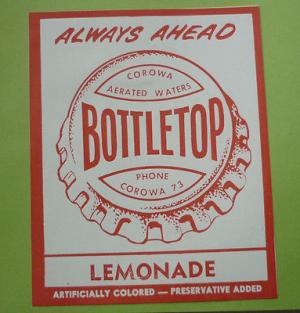 ALWAYS AHEAD
COROWA
AERATED WATERS
BOTTLETOP
PHONE
COROWA 73
LEMONADE
ARTIFICIALLY COLORED — PRESERVATIVE ADDED